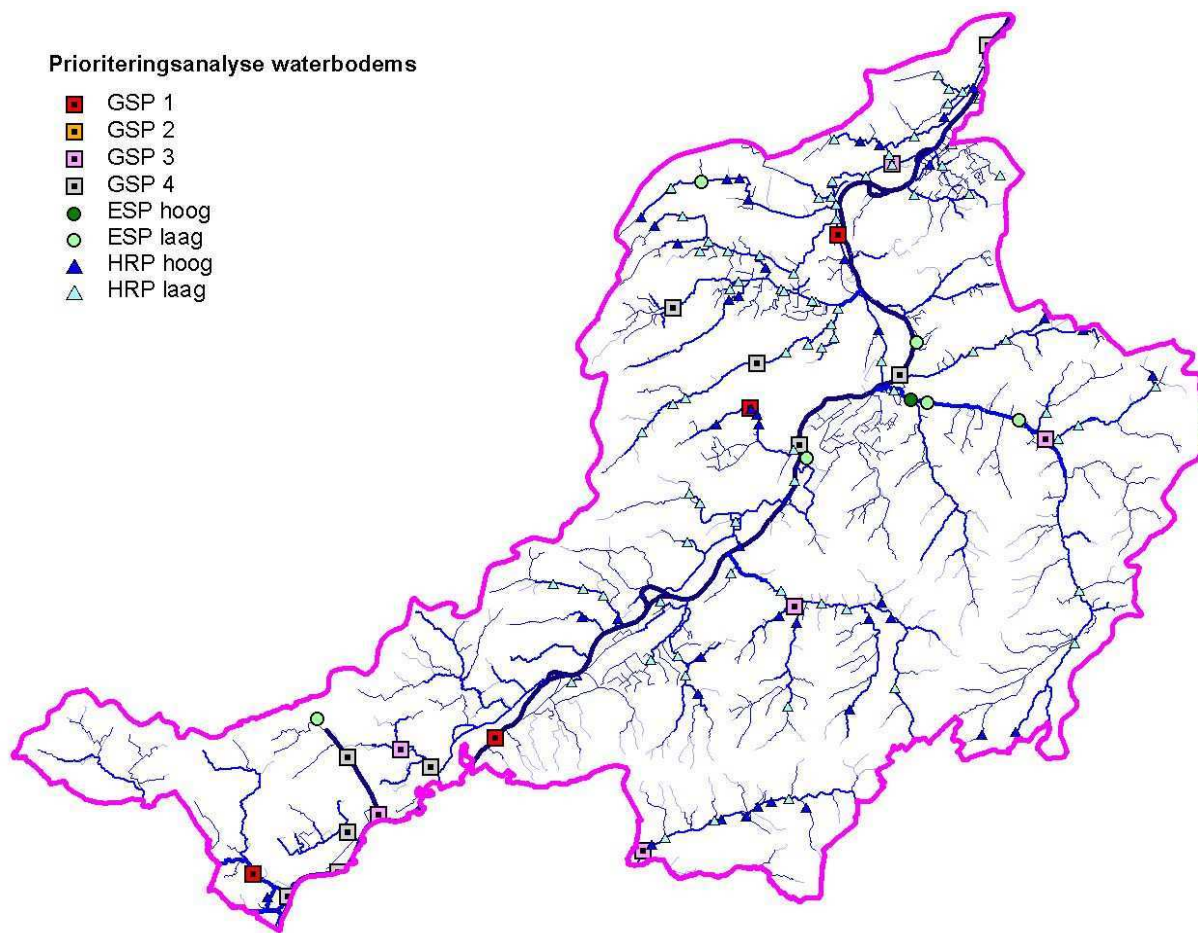 Prioriteringsanalyse waterbodems
GSP 1
GSP 2
GSP 3
GSP 4
ESP hoog
ESP laag
HRP hoog
HRP laag